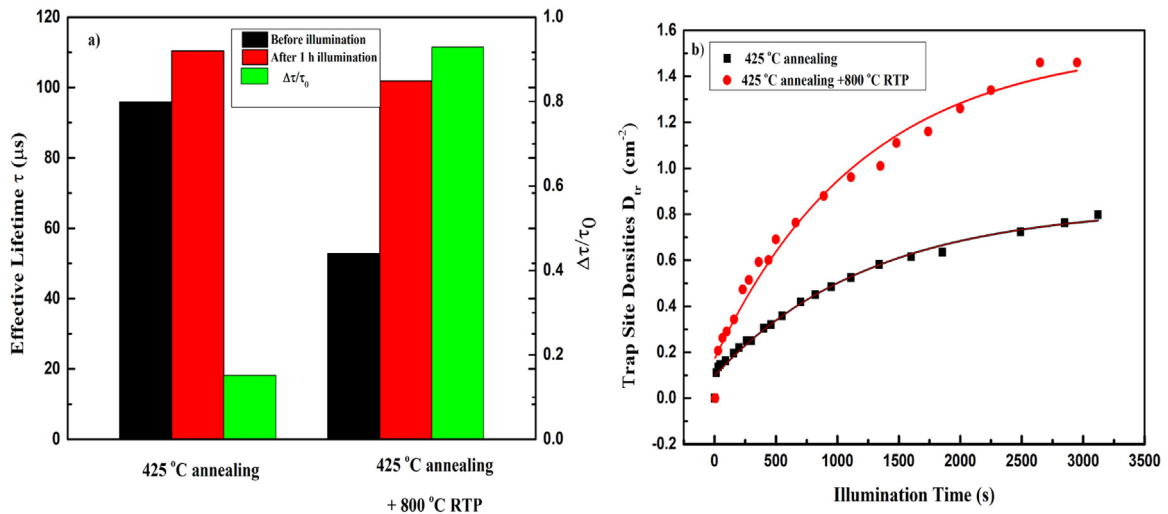 a)
Before illumination
After 1 h illumination
Δτ/τ0
Effective Lifetime τ (μs)
120
100
80
60
40
20
0
1.0
0.8
0.6
0.4
0.2
0.0
Δτ/τ0
425 °C annealing
425 °C annealing
+ 800 °C RTP
b)
425 °C annealing
425 °C annealing +800 °C RTP
Trap Site Densities Dtr (cm-2)
1.6
1.4
1.2
1.0
0.8
0.6
0.4
0.2
0.0
-0.2
0 500 1000 1500 2000 2500 3000 3500
Illumination Time (s)